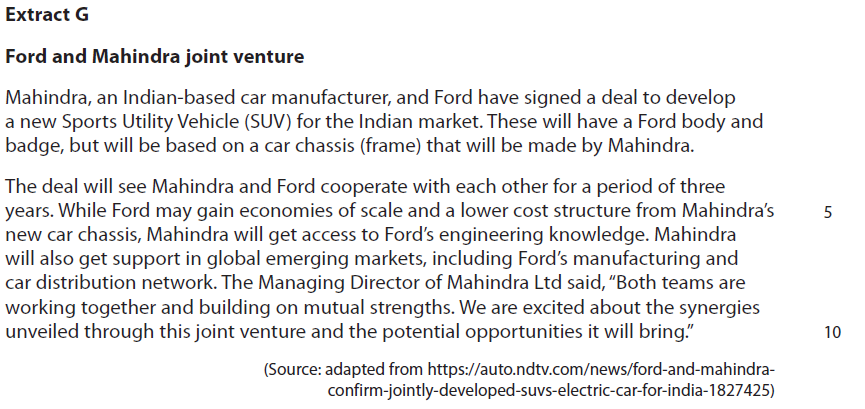 Extract G
Ford and Mahindra joint venture
Mahindra, an Indian-based car manufacturer, and Ford have signed a deal to develop
a new Sports Utility Vehicle (SUV) for the Indian market. These will have a Ford body and
badge, but will be based on a car chassis (frame) that will be made by Mahindra.
The deal will see Mahindra and Ford cooperate with each other for a period of three
years. While Ford may gain economies of scale and a lower cost structure from Mahindra’s 5
new car chassis, Mahindra will get access to Ford’s engineering knowledge. Mahindra
will also get support in global emerging markets, including Ford’s manufacturing and
car distribution network. The Managing Director of Mahindra Ltd said, “Both teams are
working together and building on mutual strengths. We are excited about the synergies
unveiled through this joint venture and the potential opportunities it will bring.” 10
(Source: adapted from https://auto.ndtv.com/news/ford-and-mahindra-
confirm-jointly-developed-suvs-electric-car-for-india-1827425)